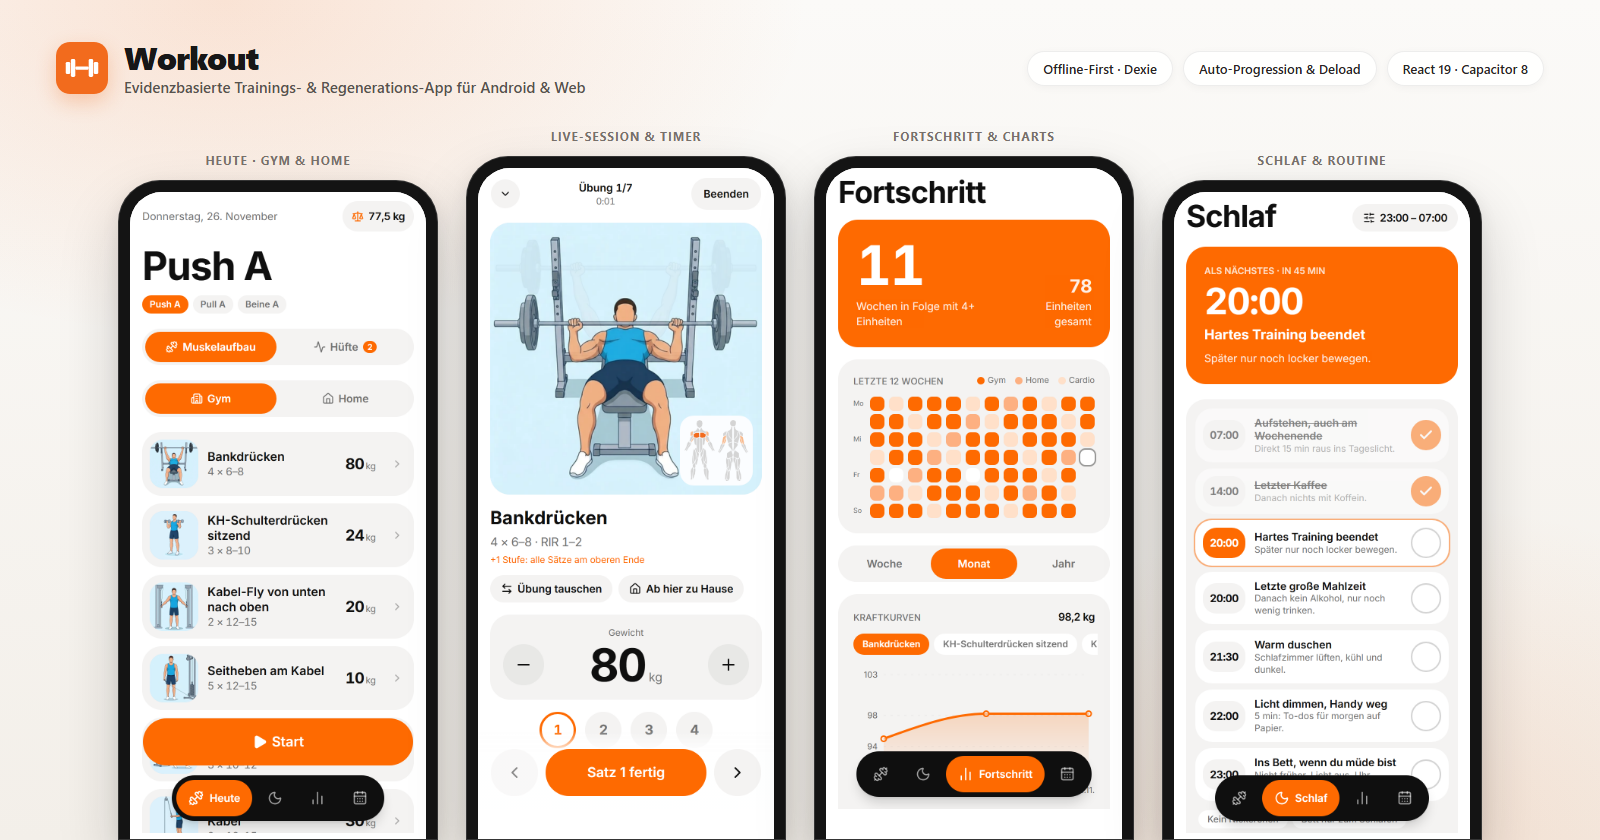 Workout
Evidenzbasierte Trainings- & Regenerations-App für Android & Web
Offline-First · Dexie
Auto-Progression & Deload
React 19 · Capacitor 8
HEUTE · GYM & HOME
Donnerstag, 26. November
77,5 kg
Push A
Push A
Pull A
Beine A
Muskelaufbau
Hüfte 2
Gym
Home
Bankdrücken
4 × 6–8
80 kg
KH-Schulterdrücken
sitzend
3 × 8–10
24 kg
Kabel-Fly von unten
nach oben
2 × 12–15
20 kg
Seitheben am Kabel
5 × 12–15
10 kg
Start
Heute
Kabel
LIVE-SESSION & TIMER
Übung 1/7
0:01
Beenden
Bankdrücken
4 × 6–8 · RIR 1–2
+1 Stufe: alle Sätze am oberen Ende
Übung tauschen
Ab hier zu Hause
Gewicht
80 kg
1
2
3
4
Satz 1 fertig
FORTSCHRITT & CHARTS
Fortschritt
11
Wochen in Folge mit 4+
Einheiten
78
Einheiten
gesamt
LETZTE 12 WOCHEN
Gym
Home
Cardio
Mo
Mi
Fr
So
Woche
Monat
Jahr
KRAFTKURVEN
98,2 kg
Bankdrücken
KH-Schulterdrücken sitzend
K
103
98
94
Fortschritt
SCHLAF & ROUTINE
Schlaf
23:00 – 07:00
ALS NÄCHSTES · IN 45 MIN
20:00
Hartes Training beendet
Später nur noch locker bewegen.
07:00
Aufstehen, auch am
Wochenende
Direkt 15 min raus ins Tageslicht.
14:00
Letzter Kaffee
Danach nichts mit Koffein.
20:00
Hartes Training beendet
Später nur noch locker bewegen.
20:00
Letzte große Mahlzeit
Danach kein Alkohol, nur noch
wenig trinken.
21:30
Warm duschen
Schlafzimmer lüften, kühl und
dunkel.
22:00
Licht dimmen, Handy weg
5 min: To-dos für morgen auf
Papier.
23:00
Ins Bett, wenn du müde bist
Schlaf